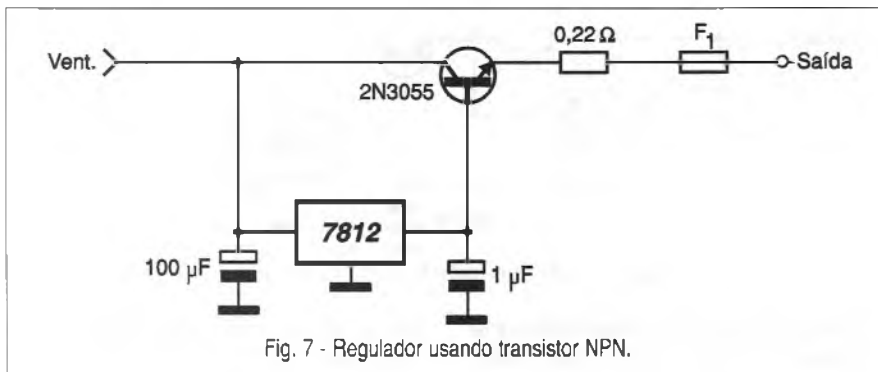 Vent.
2N3055
0,22 Ω
F1
Saída
7812
100 µF
1 µF
Fig. 7 - Regulador usando transistor NPN.